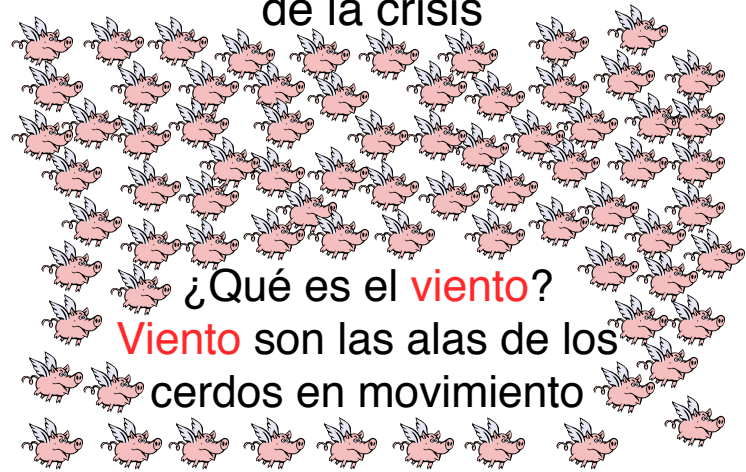 de la crisis
¿Qué es el viento?
Viento son las alas de los
cerdos en movimiento